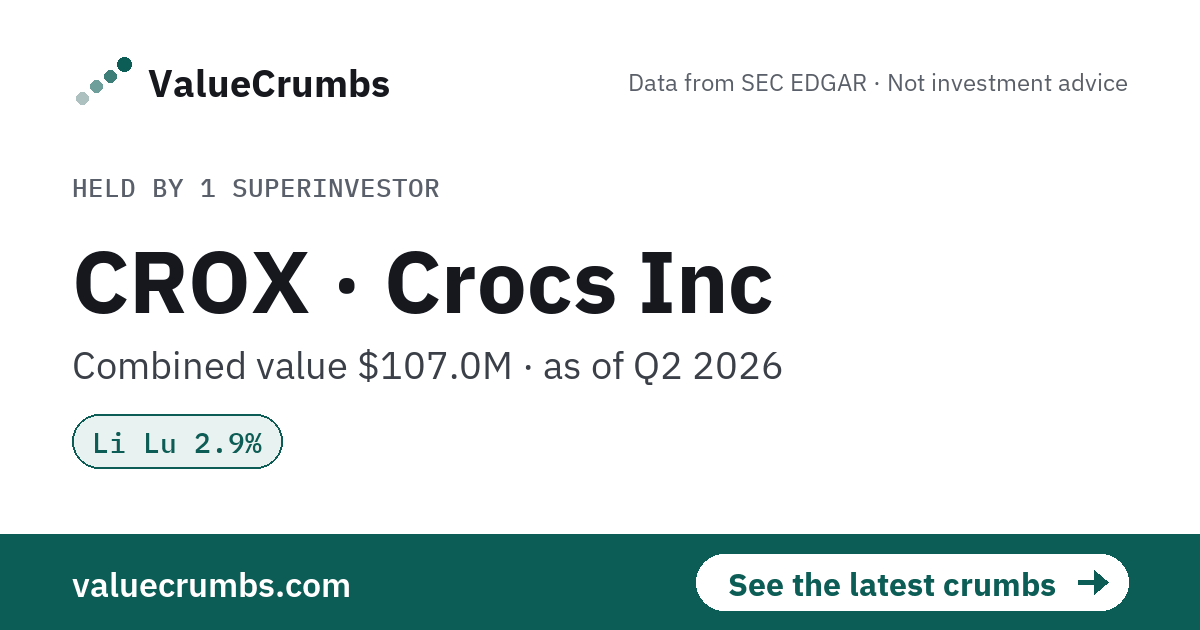 ValueCrumbs
Data from SEC EDGAR · Not investment advice
HELD BY 1 SUPERINVESTOR
CROX · Crocs Inc
Combined value $107.0M · as of Q2 2026
Li Lu 2.9%
valuecrumbs.com
See the latest crumbs →